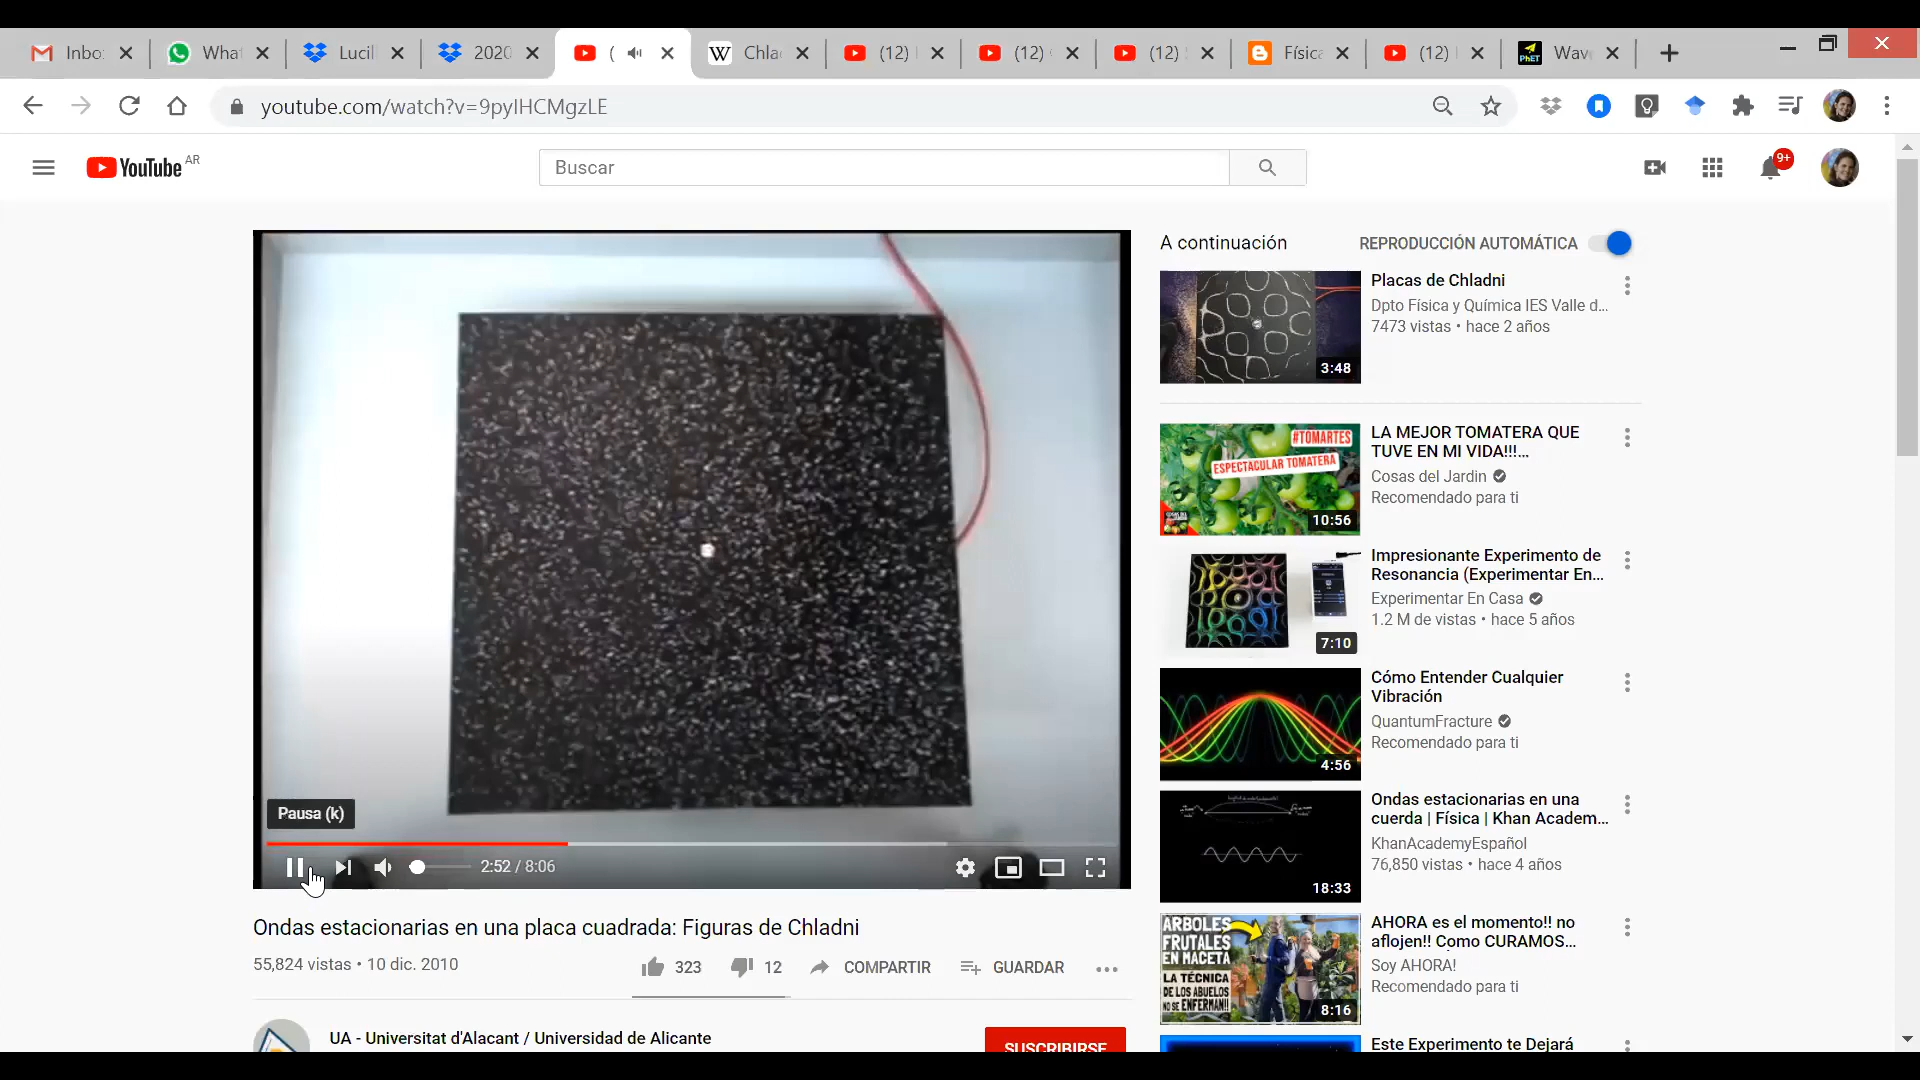 Inbo:
What
Lucil
2020
(
Chla
(12)
(12)
(12)
Física
(12)
Wav
youtube.com/watch?v=9pyIHCMgzLE
YouTube AR
Buscar
9+
Pausa (k)
2:52 / 8:06
Ondas estacionarias en una placa cuadrada: Figuras de Chladni
55,824 vistas • 10 dic. 2010
323
12
COMPARTIR
GUARDAR
UA - Universitat d'Alacant / Universidad de Alicante
SUSCRIBIRSE
A continuación
REPRODUCCIÓN AUTOMÁTICA
3:48
Placas de Chladni
Dpto Física y Química IES Valle d...
7473 vistas • hace 2 años
#TOMARTES
ESPECTACULAR TOMATERA
10:56
LA MEJOR TOMATERA QUE
TUVE EN MI VIDA!!!...
Cosas del Jardin
Recomendado para ti
7:10
Impresionante Experimento de
Resonancia (Experimentar En...
Experimentar En Casa
1.2 M de vistas • hace 5 años
4:56
Cómo Entender Cualquier
Vibración
QuantumFracture
Recomendado para ti
18:33
Ondas estacionarias en una
cuerda | Física | Khan Academ...
KhanAcademyEspañol
76,850 vistas • hace 4 años
ARBOLES
FRUTALES
EN MACETA
LA TÉCNICA
DE LOS ABUELOS
NO SE ENFERMAN!!
8:16
AHORA es el momento!! no
aflojen!! Como CURAMOS...
Soy AHORA!
Recomendado para ti
Este Experimento te Dejará